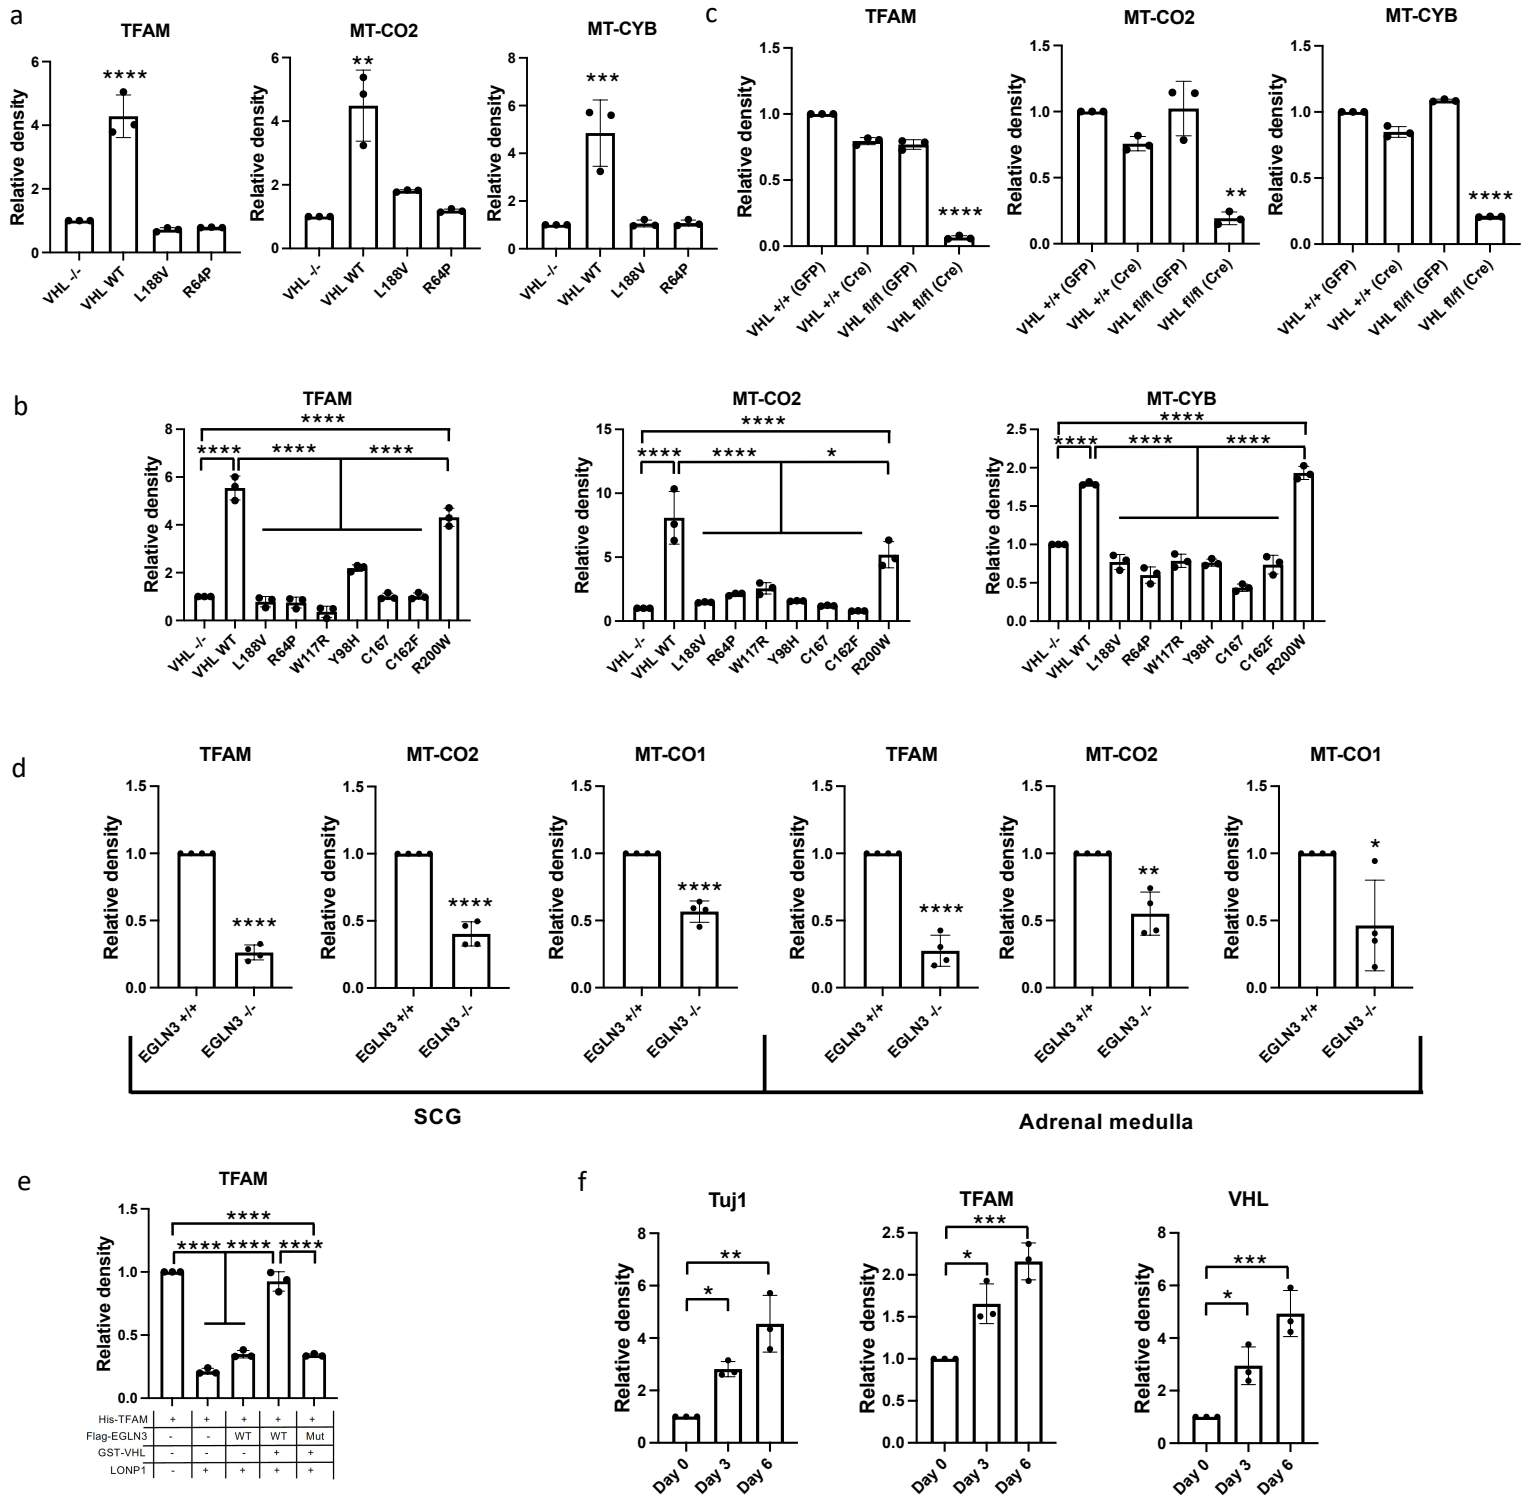 a
TFAM
Relative density
6
4
2
0
****
VHL -/-
VHL WT
L188V
R64P
MT-CO2
Relative density
6
4
2
0
**
VHL -/-
VHL WT
L188V
R64P
MT-CYB
Relative density
8
6
4
2
0
***
VHL -/-
VHL WT
L188V
R64P
c
TFAM
Relative density
1.5
1.0
0.5
0.0
****
VHL +/+ (GFP)
VHL +/+ (Cre)
VHL fl/fl (GFP)
VHL fl/fl (Cre)
MT-CO2
Relative density
1.5
1.0
0.5
0.0
**
VHL +/+ (GFP)
VHL +/+ (Cre)
VHL fl/fl (GFP)
VHL fl/fl (Cre)
MT-CYB
Relative density
1.5
1.0
0.5
0.0
****
VHL +/+ (GFP)
VHL +/+ (Cre)
VHL fl/fl (GFP)
VHL fl/fl (Cre)
b
TFAM
Relative density
8
6
4
2
0
****
**** **** ****
VHL -/-
VHL WT
L188V
R64P
W117R
Y98H
C167
C162F
R200W
MT-CO2
Relative density
15
10
5
0
****
**** **** *
VHL -/-
VHL WT
L188V
R64P
W117R
Y98H
C167
C162F
R200W
MT-CYB
Relative density
2.5
2.0
1.5
1.0
0.5
0.0
****
**** **** ****
VHL -/-
VHL WT
L188V
R64P
W117R
Y98H
C167
C162F
R200W
d
TFAM
Relative density
1.5
1.0
0.5
0.0
****
EGLN3 +/+
EGLN3 -/-
MT-CO2
Relative density
1.5
1.0
0.5
0.0
****
EGLN3 +/+
EGLN3 -/-
MT-CO1
Relative density
1.5
1.0
0.5
0.0
****
EGLN3 +/+
EGLN3 -/-
TFAM
Relative density
1.5
1.0
0.5
0.0
****
EGLN3 +/+
EGLN3 -/-
MT-CO2
Relative density
1.5
1.0
0.5
0.0
**
EGLN3 +/+
EGLN3 -/-
MT-CO1
Relative density
1.5
1.0
0.5
0.0
*
EGLN3 +/+
EGLN3 -/-
SCG
Adrenal medulla
e
TFAM
Relative density
1.5
1.0
0.5
0.0
****
**** **** ****
His-TFAM + + + + +
Flag-EGLN3 - - WT WT Mut
GST-VHL - - - + +
LONP1 - + + + +
f
Tuj1
Relative density
8
6
4
2
0
**
*
Day 0
Day 3
Day 6
TFAM
Relative density
2.5
2.0
1.5
1.0
0.5
0.0
***
*
Day 0
Day 3
Day 6
VHL
Relative density
8
6
4
2
0
***
*
Day 0
Day 3
Day 6